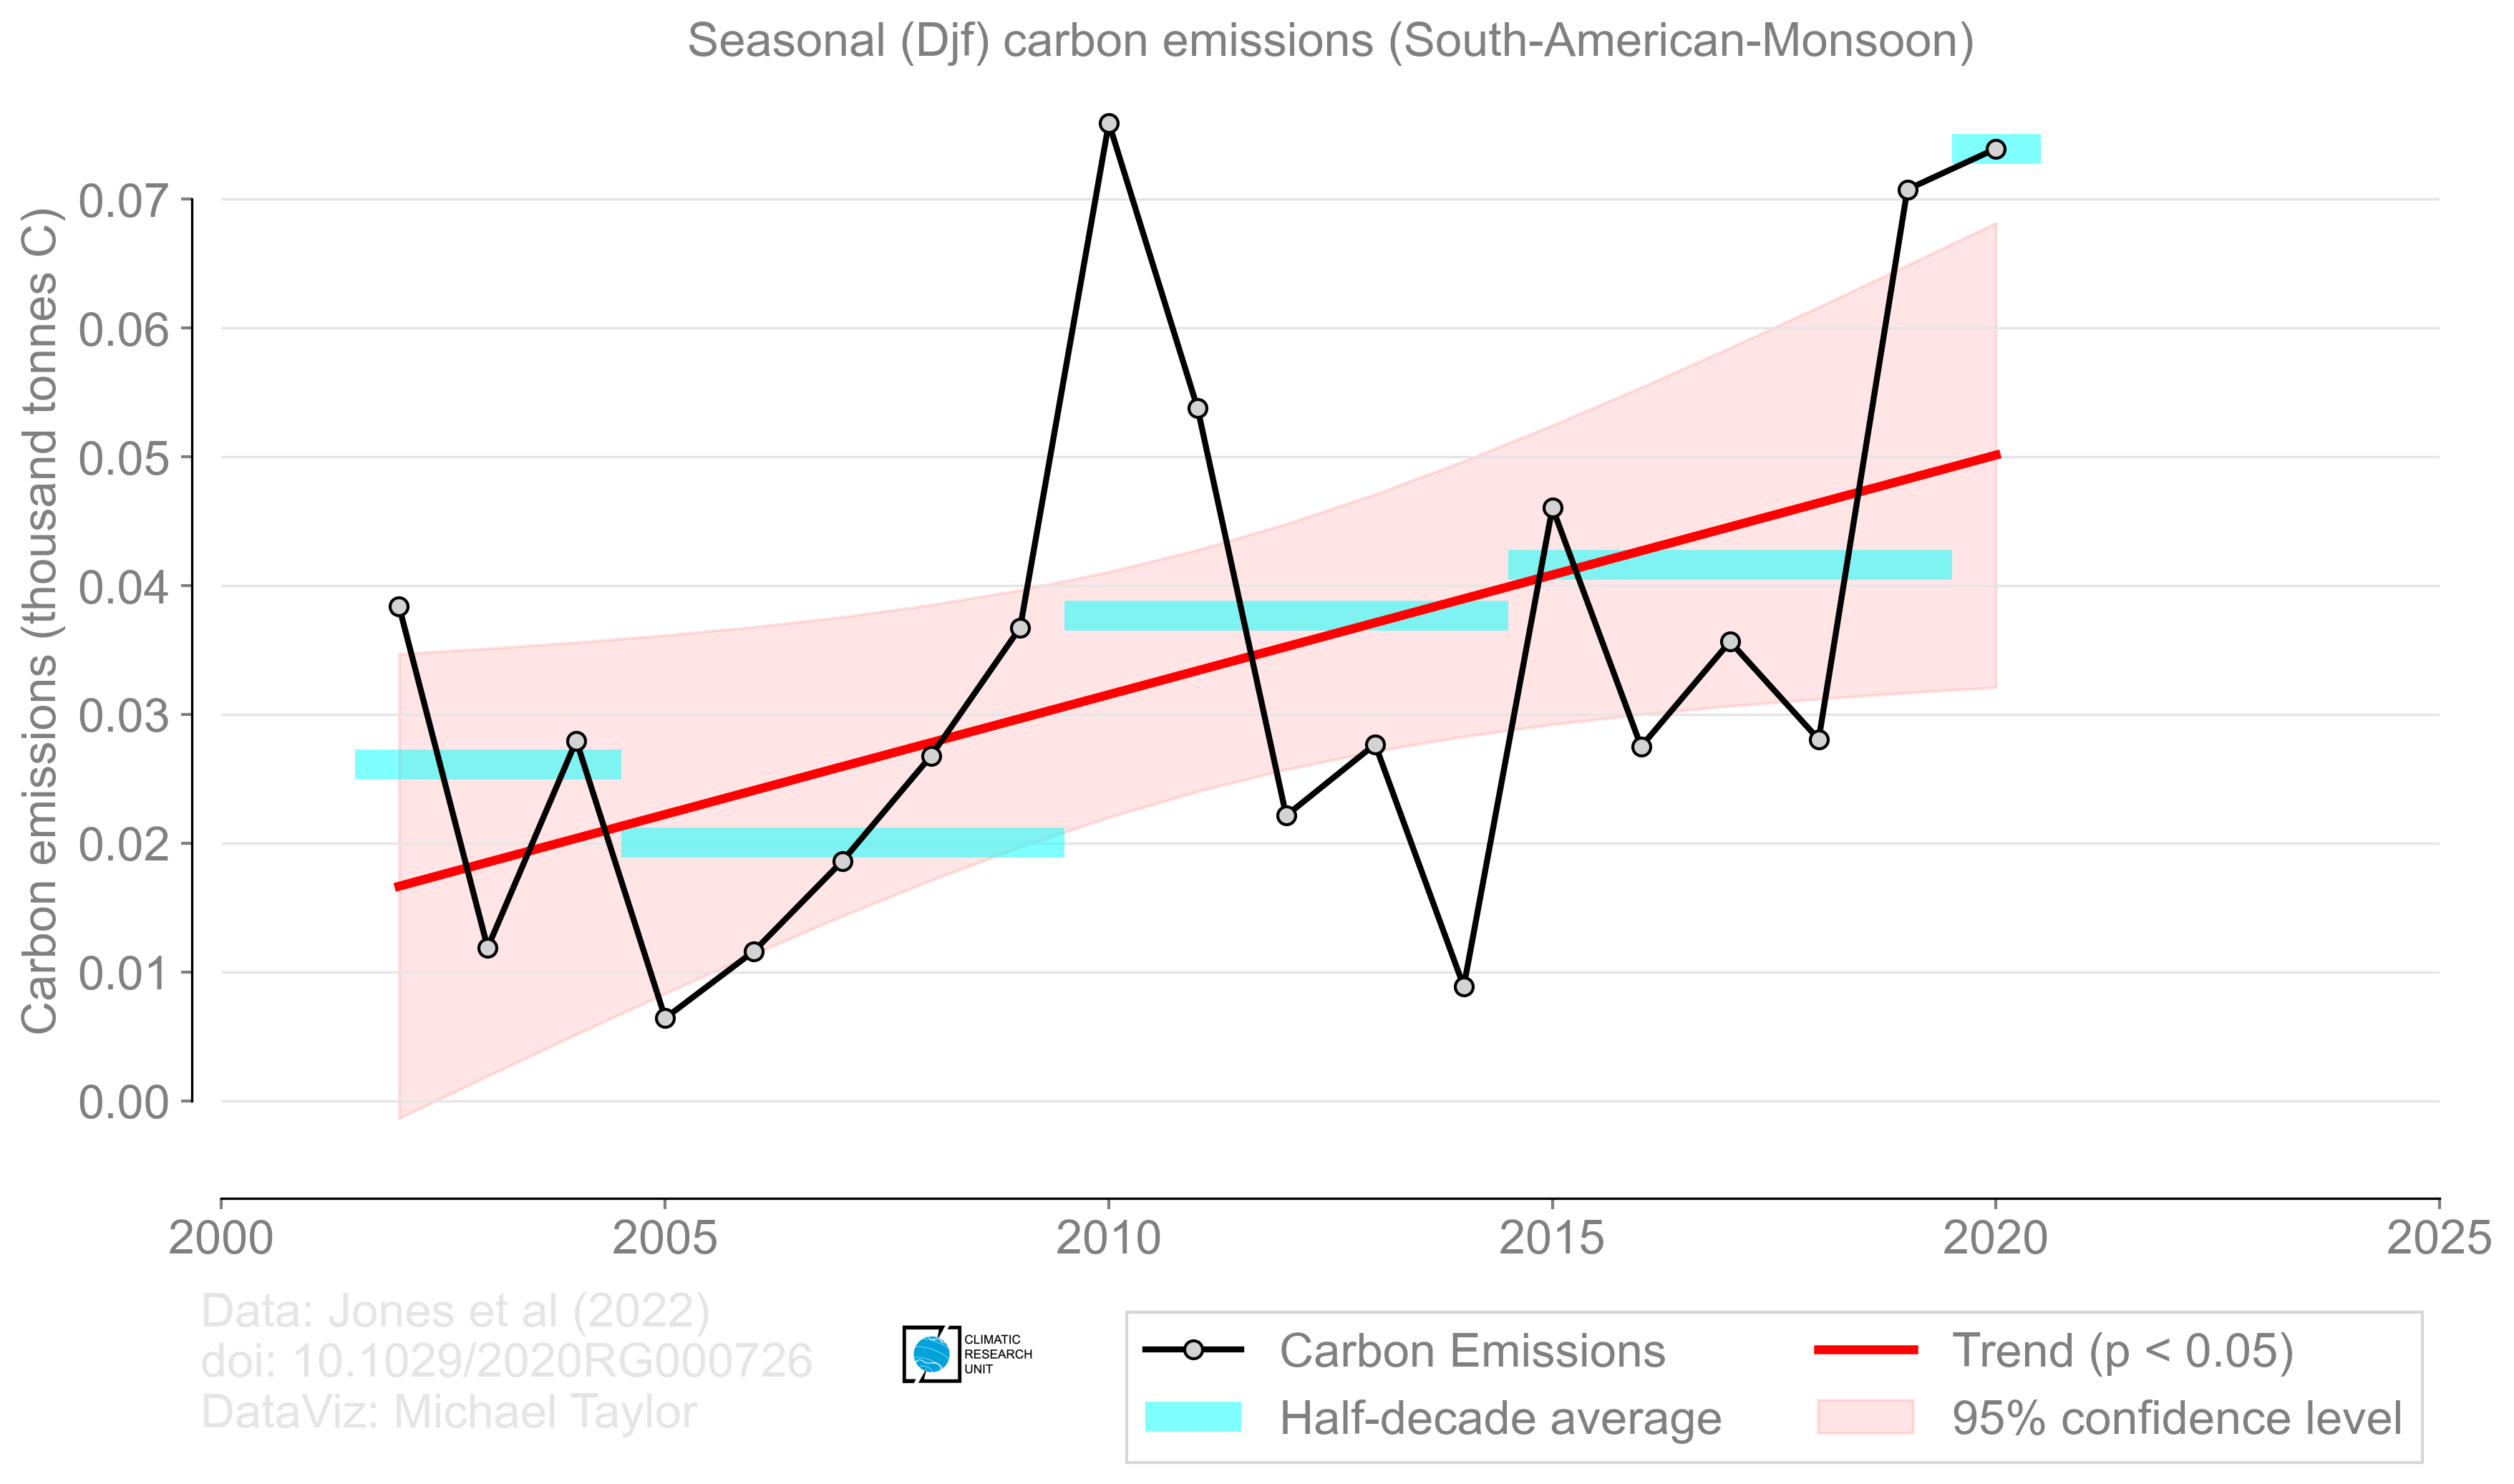 Seasonal (Djf) carbon emissions (South-American-Monsoon)
Carbon emissions (thousand tonnes C)
0.07
0.06
0.05
0.04
0.03
0.02
0.01
0.00
2000 2005 2010 2015 2020 2025
Data: Jones et al (2022)
doi: 10.1029/2020RG000726
DataViz: Michael Taylor
CLIMATIC
RESEARCH
UNIT
Carbon Emissions
Half-decade average
Trend (p < 0.05)
95% confidence level